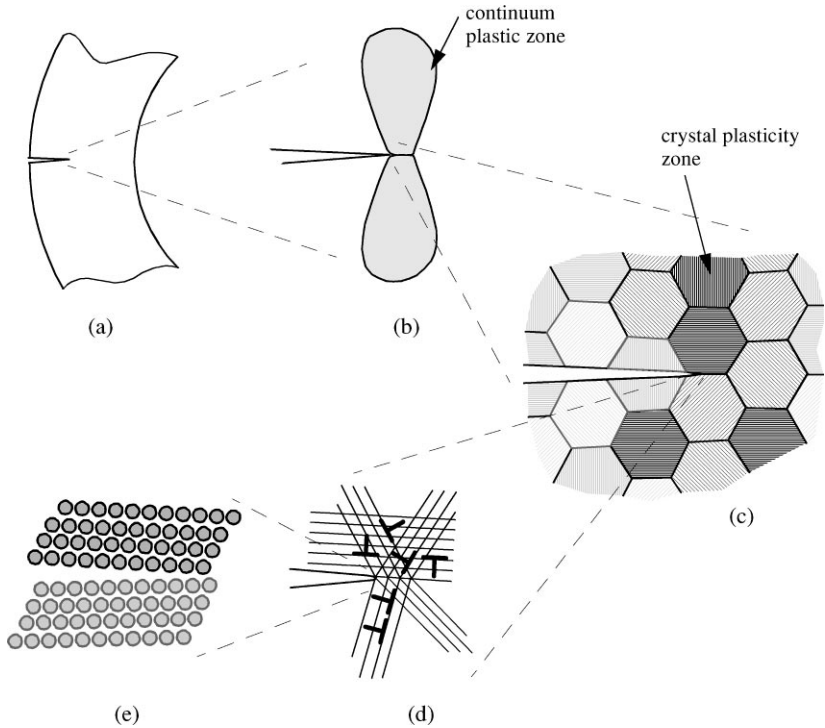 continuum
plastic zone
crystal plasticity
zone
(a)
(b)
(c)
(e)
(d)